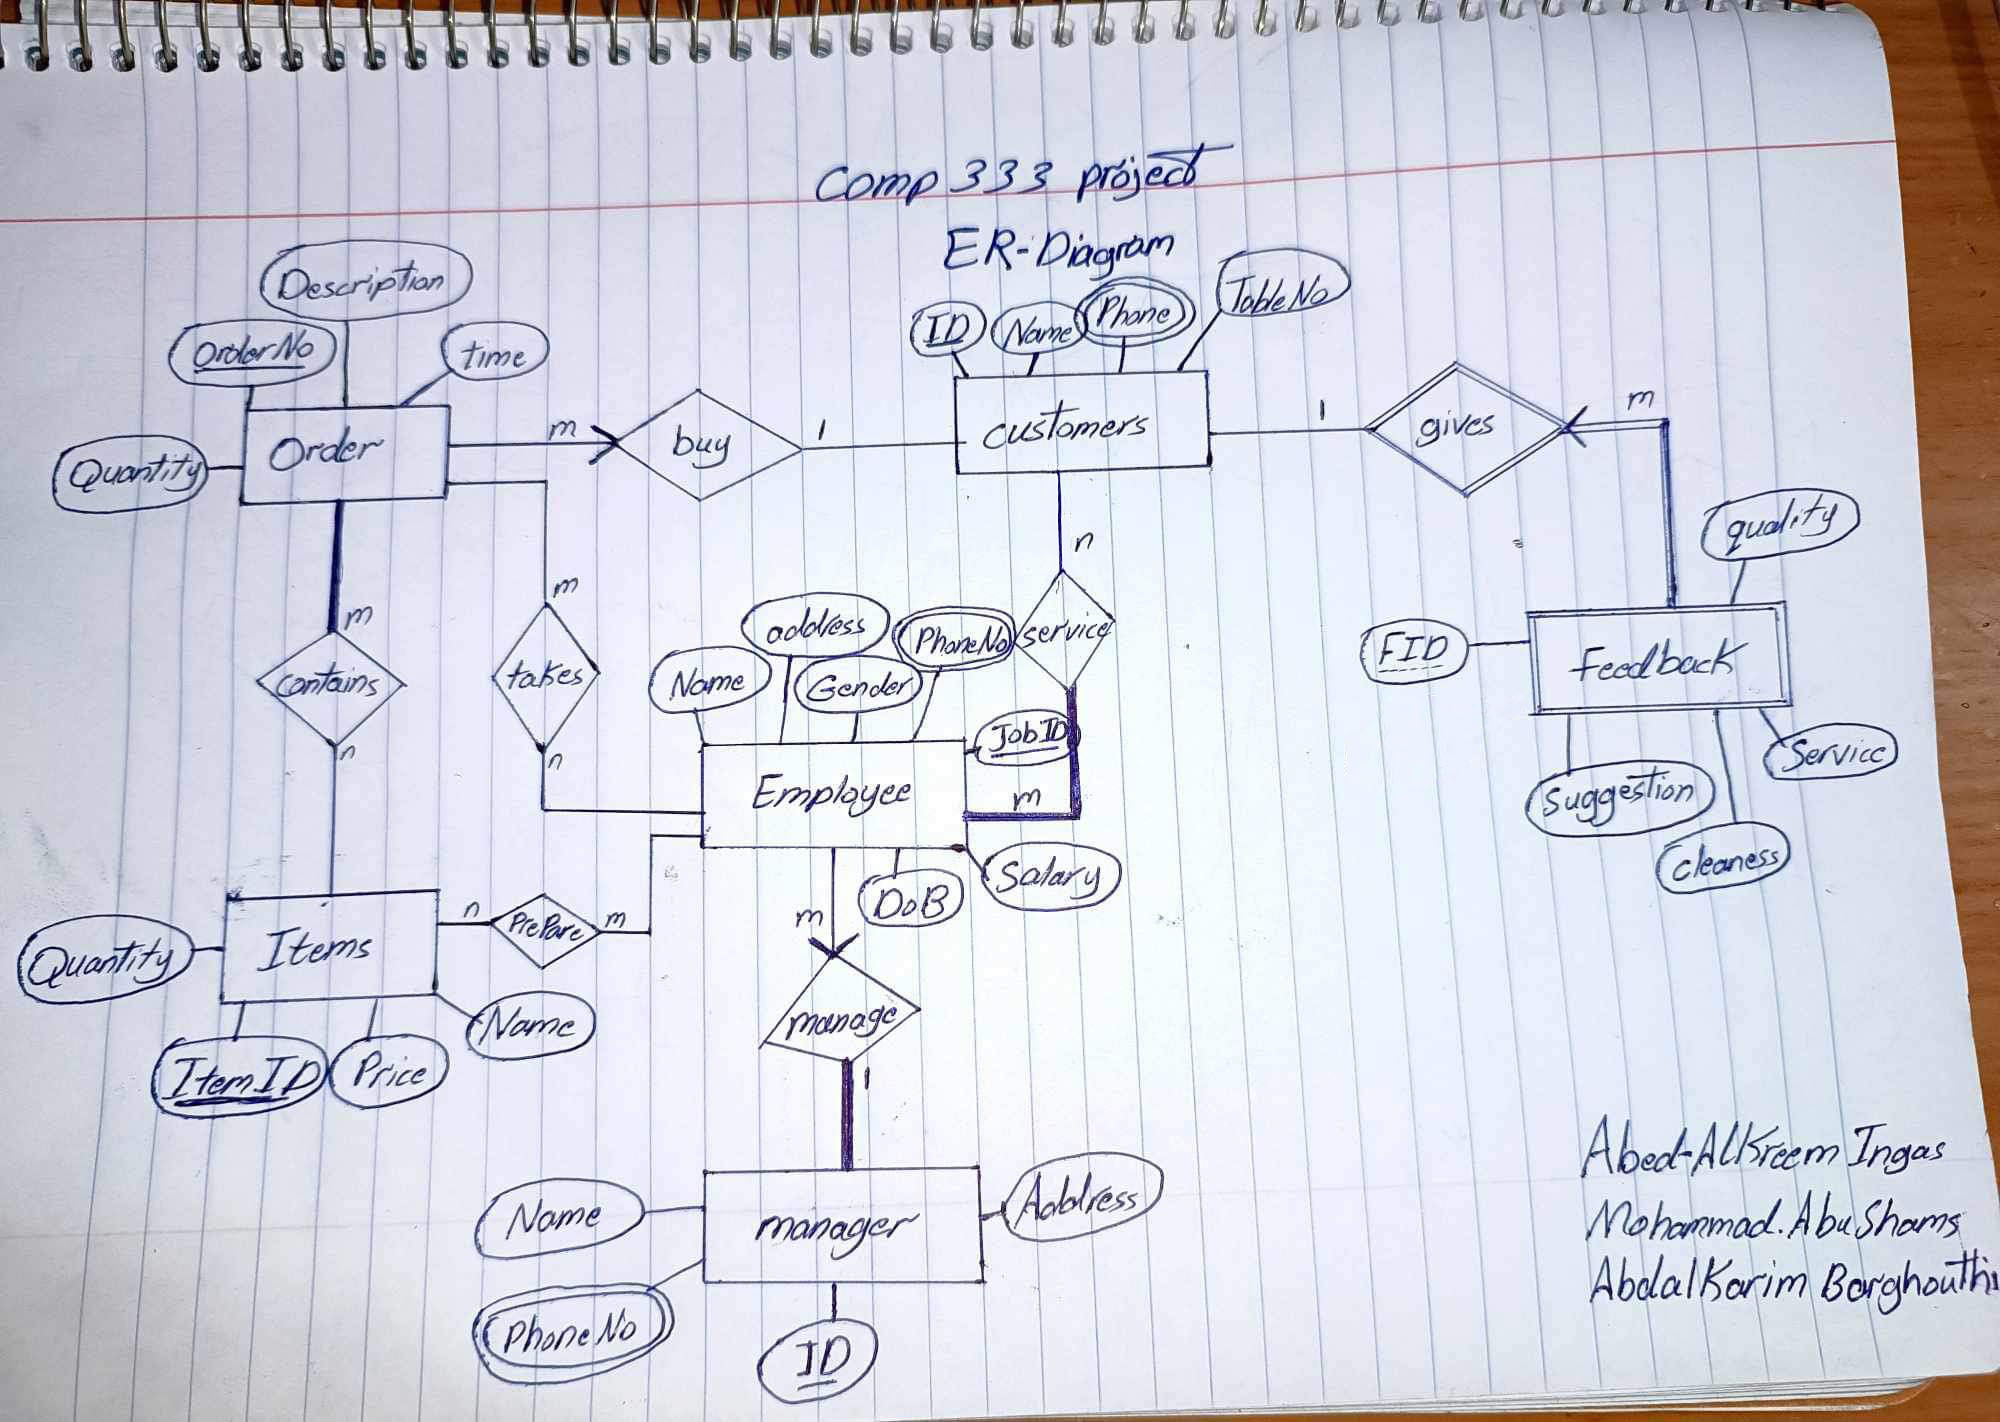 Comp 333 project
ER-Diagram
Description
OrderNo
time
Quantity
Order
m
buy
1
ID
Name
Phone
TableNo
customers
1
gives
m
quality
FID
Feedback
Suggestion
cleaness
Service
n
service
m
m
contains
n
m
takes
n
Name
address
Gender
PhoneNo
JobID
Employee
DoB
Salary
Quantity
Items
n
PrePare
m
ItemID
Price
Name
m
manage
1
Name
manager
Address
PhoneNo
ID
Abed-AlKreem Ingas
Mohammad.AbuShams
AbdalKarim Barghouthi